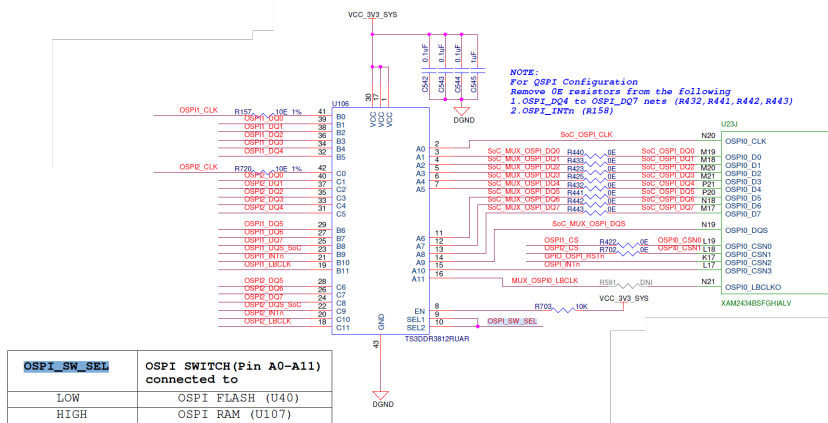 VCC_3V3_SYS
C542 0.1uF
C543 0.1uF
C544 0.1uF
C545 1uF
DGND
NOTE:
For QSPI Configuration
Remove 0E resistors from the following
1.OSPI_DQ4 to OSPI_DQ7 nets (R432,R441,R442,R443)
2.OSPI_INTn (R158)
U106
30 17 1
VCC VCC VCC
OSPI1_CLK R157 10E 1% 41 B0
OSPI1_DQ0 39 B1
OSPI1_DQ1 38 B2
OSPI1_DQ2 36 B3
OSPI1_DQ3 34 B4
OSPI1_DQ4 32 B5
OSPI2_CLK R720 10E 1% 42 C0
OSPI2_DQ0 40 C1
OSPI2_DQ1 37 C2
OSPI2_DQ2 35 C3
OSPI2_DQ3 33 C4
OSPI2_DQ4 31 C5
OSPI1_DQ5 29 B6
OSPI1_DQ6 27 B7
OSPI1_DQ7 25 B8
OSPI1_DQS_SoC 23 B9
OSPI1_INTn 21 B10
OSPI1_LBCLK 19 B11
OSPI2_DQ5 28 C6
OSPI2_DQ6 26 C7
OSPI2_DQ7 24 C8
OSPI2_DQS_SoC 22 C9
OSPI2_INTn 20 C10
OSPI2_LBCLK 18 C11
A0 2
A1 3
A2 4
A3 5
A4 6
A5 7
A6 11
A7 12
A8 13
A9 14
A10 15
A11 16
EN 8
SEL1 9
SEL2 10
GND
43
DGND
TS3DDR3812RUAR
R703 10K VCC_3V3_SYS
OSPI_SW_SEL
U23J
SoC_OSPI_CLK N20 OSPI0_CLK
SoC_MUX_OSPI_DQ0 R440 0E SoC_OSPI_DQ0 M19 OSPI0_D0
SoC_MUX_OSPI_DQ1 R433 0E SoC_OSPI_DQ1 M18 OSPI0_D1
SoC_MUX_OSPI_DQ2 R423 0E SoC_OSPI_DQ2 M20 OSPI0_D2
SoC_MUX_OSPI_DQ3 R425 0E SoC_OSPI_DQ3 M21 OSPI0_D3
SoC_MUX_OSPI_DQ4 R432 0E SoC_OSPI_DQ4 P21 OSPI0_D4
SoC_MUX_OSPI_DQ5 R441 0E SoC_OSPI_DQ5 P20 OSPI0_D5
SoC_MUX_OSPI_DQ6 R442 0E SoC_OSPI_DQ6 N18 OSPI0_D6
SoC_MUX_OSPI_DQ7 R443 0E SoC_OSPI_DQ7 M17 OSPI0_D7
SoC_MUX_OSPI_DQS N19 OSPI0_DQS
OSPI1_CS R422 0E OSPI0_CSN0 L19 OSPI0_CSN0
OSPI2_CS R702 0E OSPI0_CSN1 L18 OSPI0_CSN1
GPIO_OSPI_RSTn K17 OSPI0_CSN2
OSPI_INTn L17 OSPI0_CSN3
MUX_OSPI0_LBCLK R591 DNI N21 OSPI0_LBCLKO
XAM2434BSFGHIALV
OSPI_SW_SEL OSPI SWITCH(Pin A0-A11)
connected to
LOW OSPI FLASH (U40)
HIGH OSPI RAM (U107)